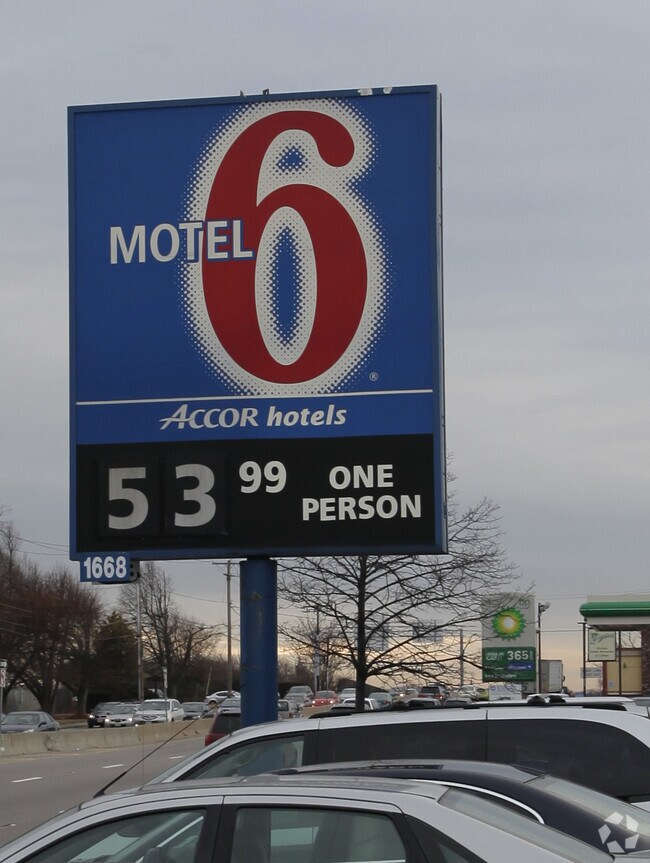 MOTEL 6
®
ACCOR hotels
53 99 ONE
PERSON
1668
365